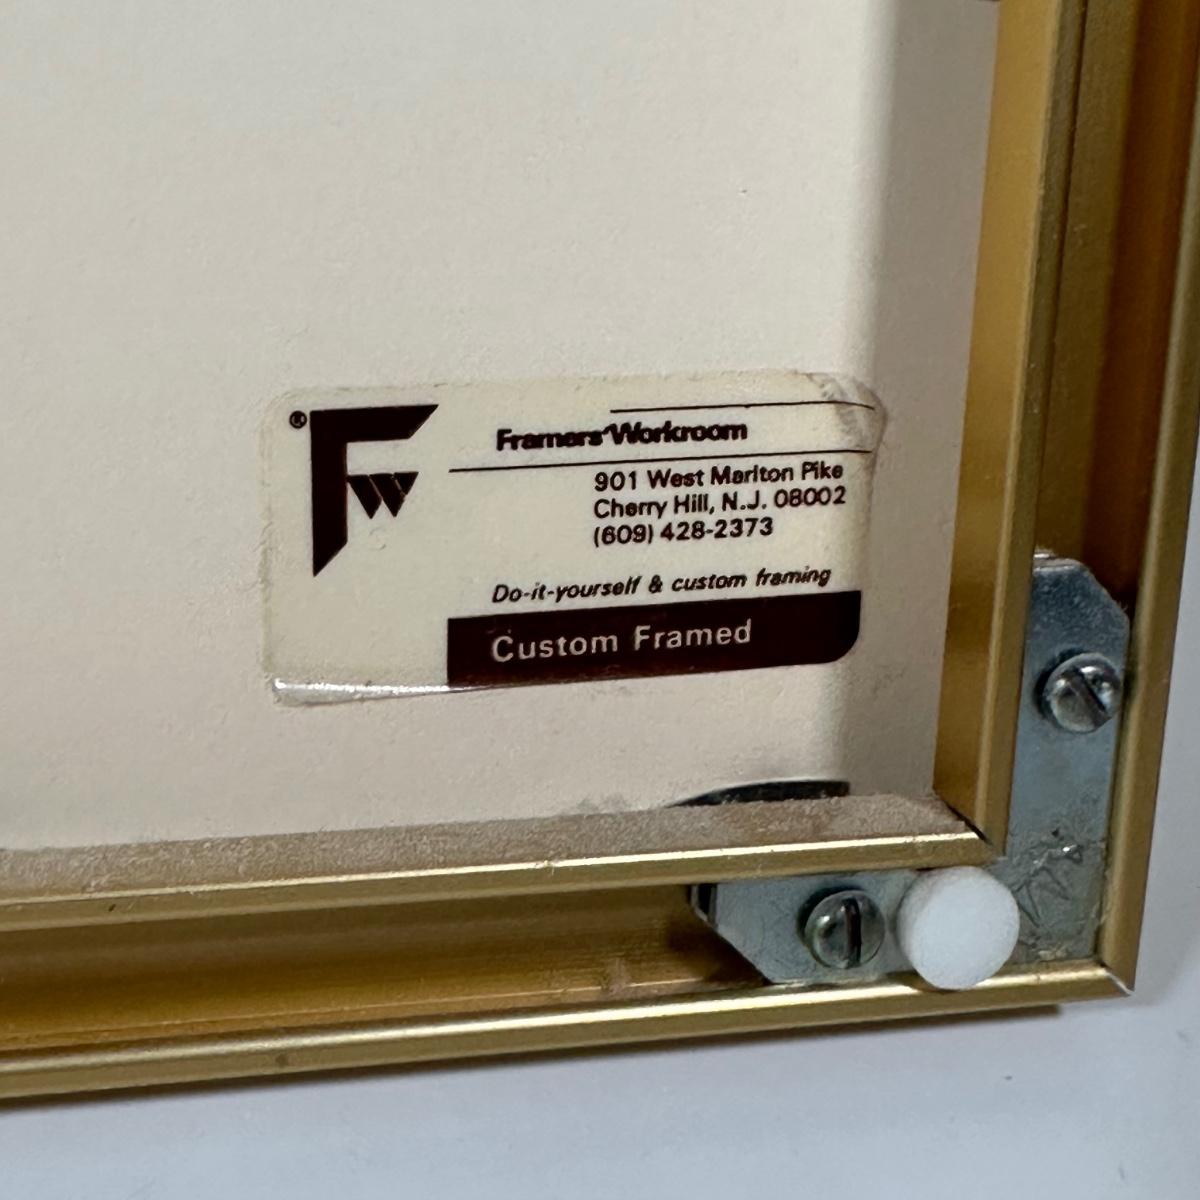 ® FW
Framers' Workroom
901 West Marlton Pike
Cherry Hill, N.J. 08002
(609) 428-2373
Do-it-yourself & custom framing
Custom Framed